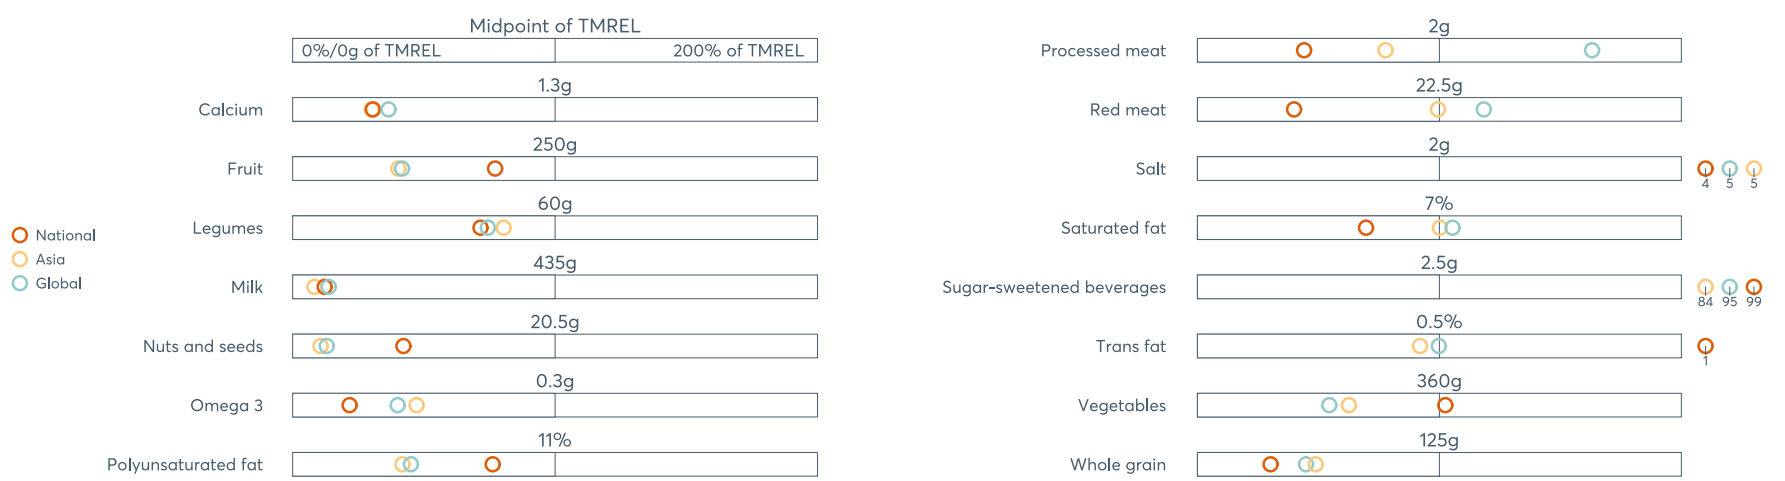 Midpoint of TMREL
0%/0g of TMREL 200% of TMREL
1.3g
Calcium
250g
Fruit
60g
Legumes
435g
Milk
20.5g
Nuts and seeds
0.3g
Omega 3
11%
Polyunsaturated fat
National
Asia
Global
2g
Processed meat
22.5g
Red meat
2g
Salt
4 5 5
7%
Saturated fat
2.5g
Sugar-sweetened beverages
84 95 99
0.5%
Trans fat
1
360g
Vegetables
125g
Whole grain